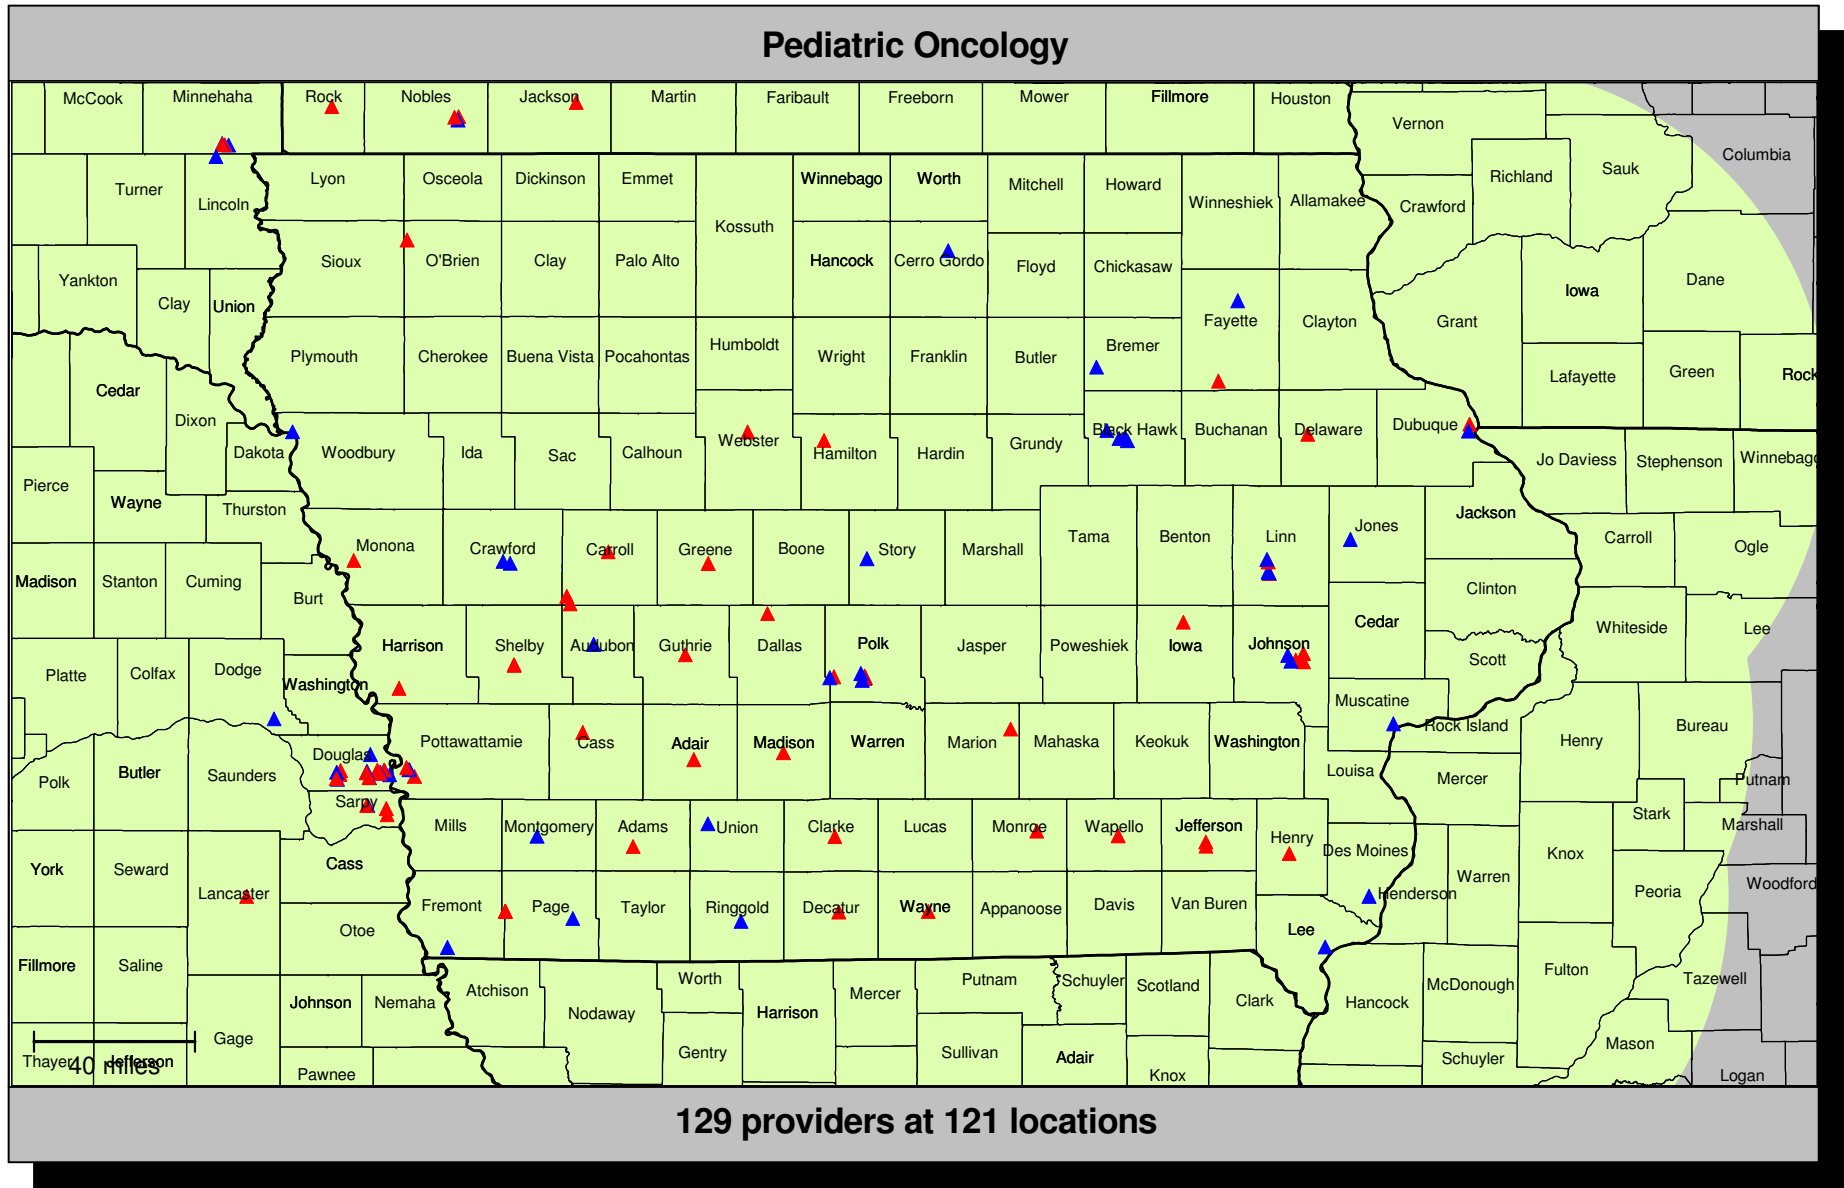 Pediatric Oncology
McCook Minnehaha Rock Nobles Jackson Martin Faribault Freeborn Mower Fillmore Houston
Vernon
Columbia
Sauk
Richland
Turner Lyon Osceola Dickinson Emmet Winnebago Worth Mitchell Howard
Lincoln Winneshiek Allamakee Crawford
Kossuth
Yankton Sioux O'Brien Clay Palo Alto Hancock Cerro Gordo Floyd Chickasaw Dane
Clay Union Iowa
Fayette Clayton Grant
Plymouth Cherokee Buena Vista Pocahontas Humboldt Wright Franklin Butler Bremer
Lafayette Green Rock
Cedar
Dixon
Dakota Woodbury Ida Sac Calhoun Webster Hamilton Hardin Grundy Black Hawk Buchanan Delaware Dubuque
Jo Daviess Stephenson Winnebago
Pierce
Wayne Thurston Jackson
Monona Crawford Carroll Greene Boone Story Marshall Tama Benton Linn Jones Carroll Ogle
Madison Stanton Cuming Clinton
Burt
Cedar Whiteside Lee
Harrison Shelby Audubon Guthrie Dallas Polk Jasper Poweshiek Iowa Johnson
Scott
Platte Colfax Dodge Washington
Muscatine
Rock Island Bureau
Pottawattamie Cass Adair Madison Warren Marion Mahaska Keokuk Washington Henry
Douglas
Polk Butler Saunders Louisa Mercer Putnam
Sarpy
Mills Montgomery Adams Union Clarke Lucas Monroe Wapello Jefferson Henry Stark Marshall
Des Moines Knox
York Seward Cass
Warren Woodford
Lancaster Henderson Peoria
Fremont Page Taylor Ringgold Decatur Wayne Appanoose Davis Van Buren
Otoe Lee
Fillmore Saline Fulton
Worth Putnam Schuyler Scotland McDonough Tazewell
Johnson Nemaha Atchison Mercer Clark Hancock
Nodaway Harrison
Gage Mason
Gentry Sullivan Adair Schuyler
Thayer Jefferson
40 miles
Pawnee Knox Logan
129 providers at 121 locations